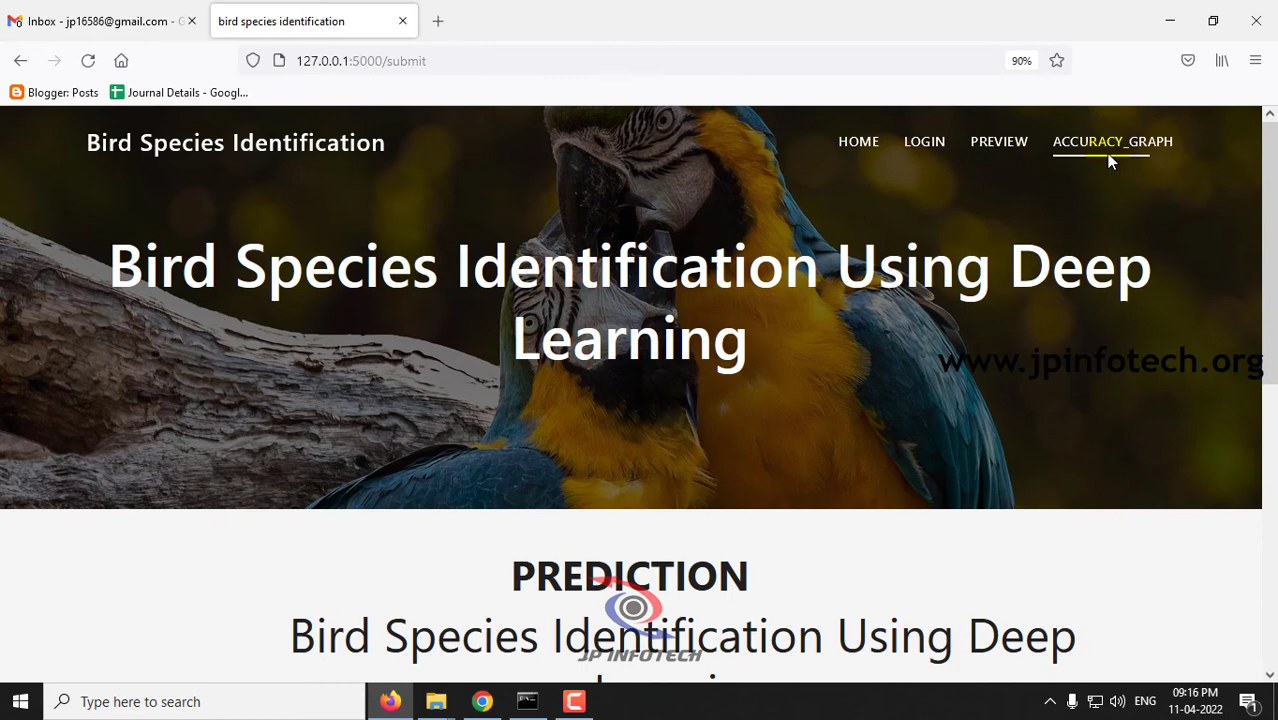 Inbox - jp16586@gmail.com - G
bird species identification
127.0.0.1:5000/submit
90%
Blogger: Posts
Journal Details - Googl...
Bird Species Identification
HOME LOGIN PREVIEW ACCURACY_GRAPH
Bird Species Identification Using Deep
Learning
www.jpinfotech.org
PREDICTION
Bird Species Identification Using Deep
JP INFOTECH
Type here to search
ENG
09:16 PM
11-04-2022
1